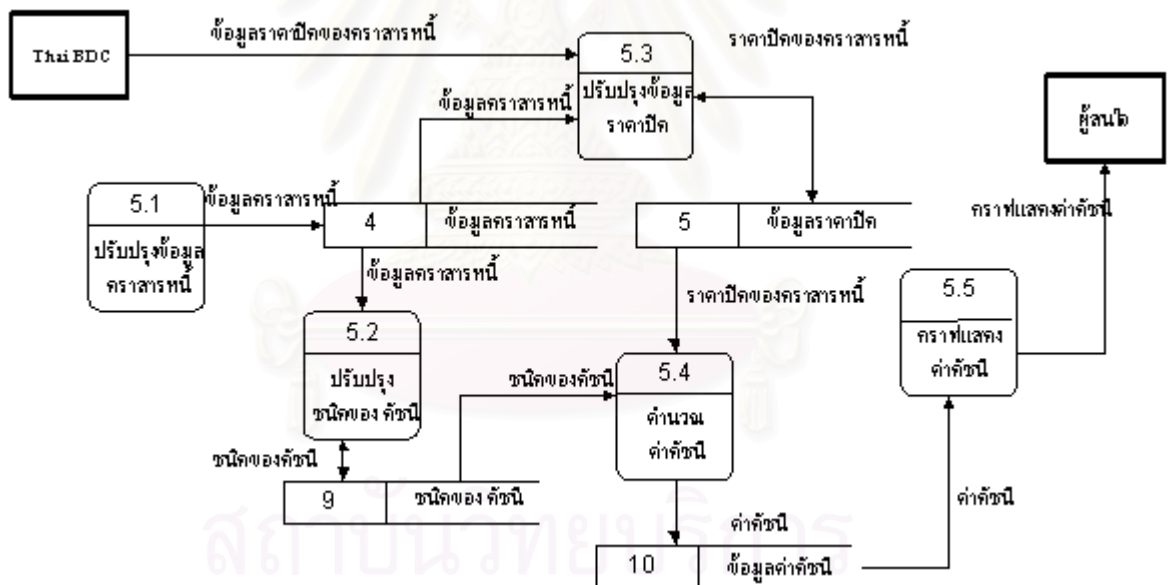 ข้อมูลราคาปิดของตราสารหนี้
Thai BDC
ราคาปิดของตราสารหนี้
5.3
ปรับปรุงข้อมูล
ราคาปิด
ข้อมูลตราสารหนี้
ผู้สนใจ
5.1
ปรับปรุงข้อมูล
ตราสารหนี้
ข้อมูลตราสารหนี้
4
ข้อมูลตราสารหนี้
5
ข้อมูลราคาปิด
กราฟแสดงค่าดัชนี
ข้อมูลตราสารหนี้
ราคาปิดของตราสารหนี้
5.5
กราฟแสดง
ค่าดัชนี
5.2
ปรับปรุง
ชนิดของ ดัชนี
ชนิดของดัชนี
5.4
คำนวณ
ค่าดัชนี
ชนิดของดัชนี
9
ชนิดของ ดัชนี
ค่าดัชนี
ค่าดัชนี
10
ข้อมูลค่าดัชนี
สถาบันวิทยบริการ